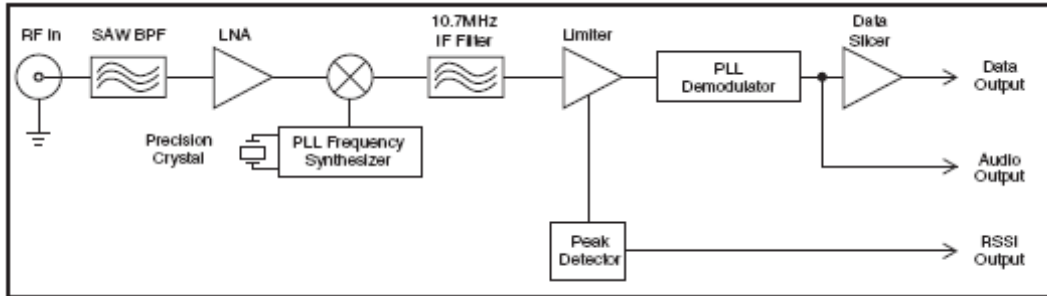 RF In
SAW BPF
LNA
10.7MHz
IF Filter
Limiter
Data
Slicer
PLL
Demodulator
Data
Output
Precision
Crystal
PLL Frequency
Synthesizer
Audio
Output
Peak
Detector
RSSI
Output